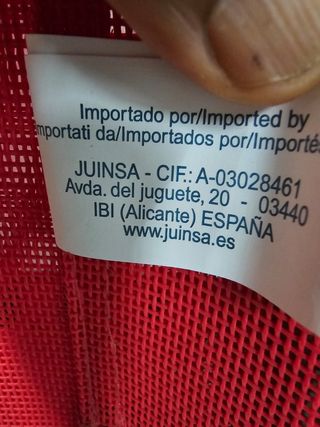 Importado por/Imported by
mportati da/Importados por/Importés
JUINSA - CIF.: A-03028461
Avda. del juguete, 20 - 03440
IBI (Alicante) ESPAÑA
www.juinsa.es